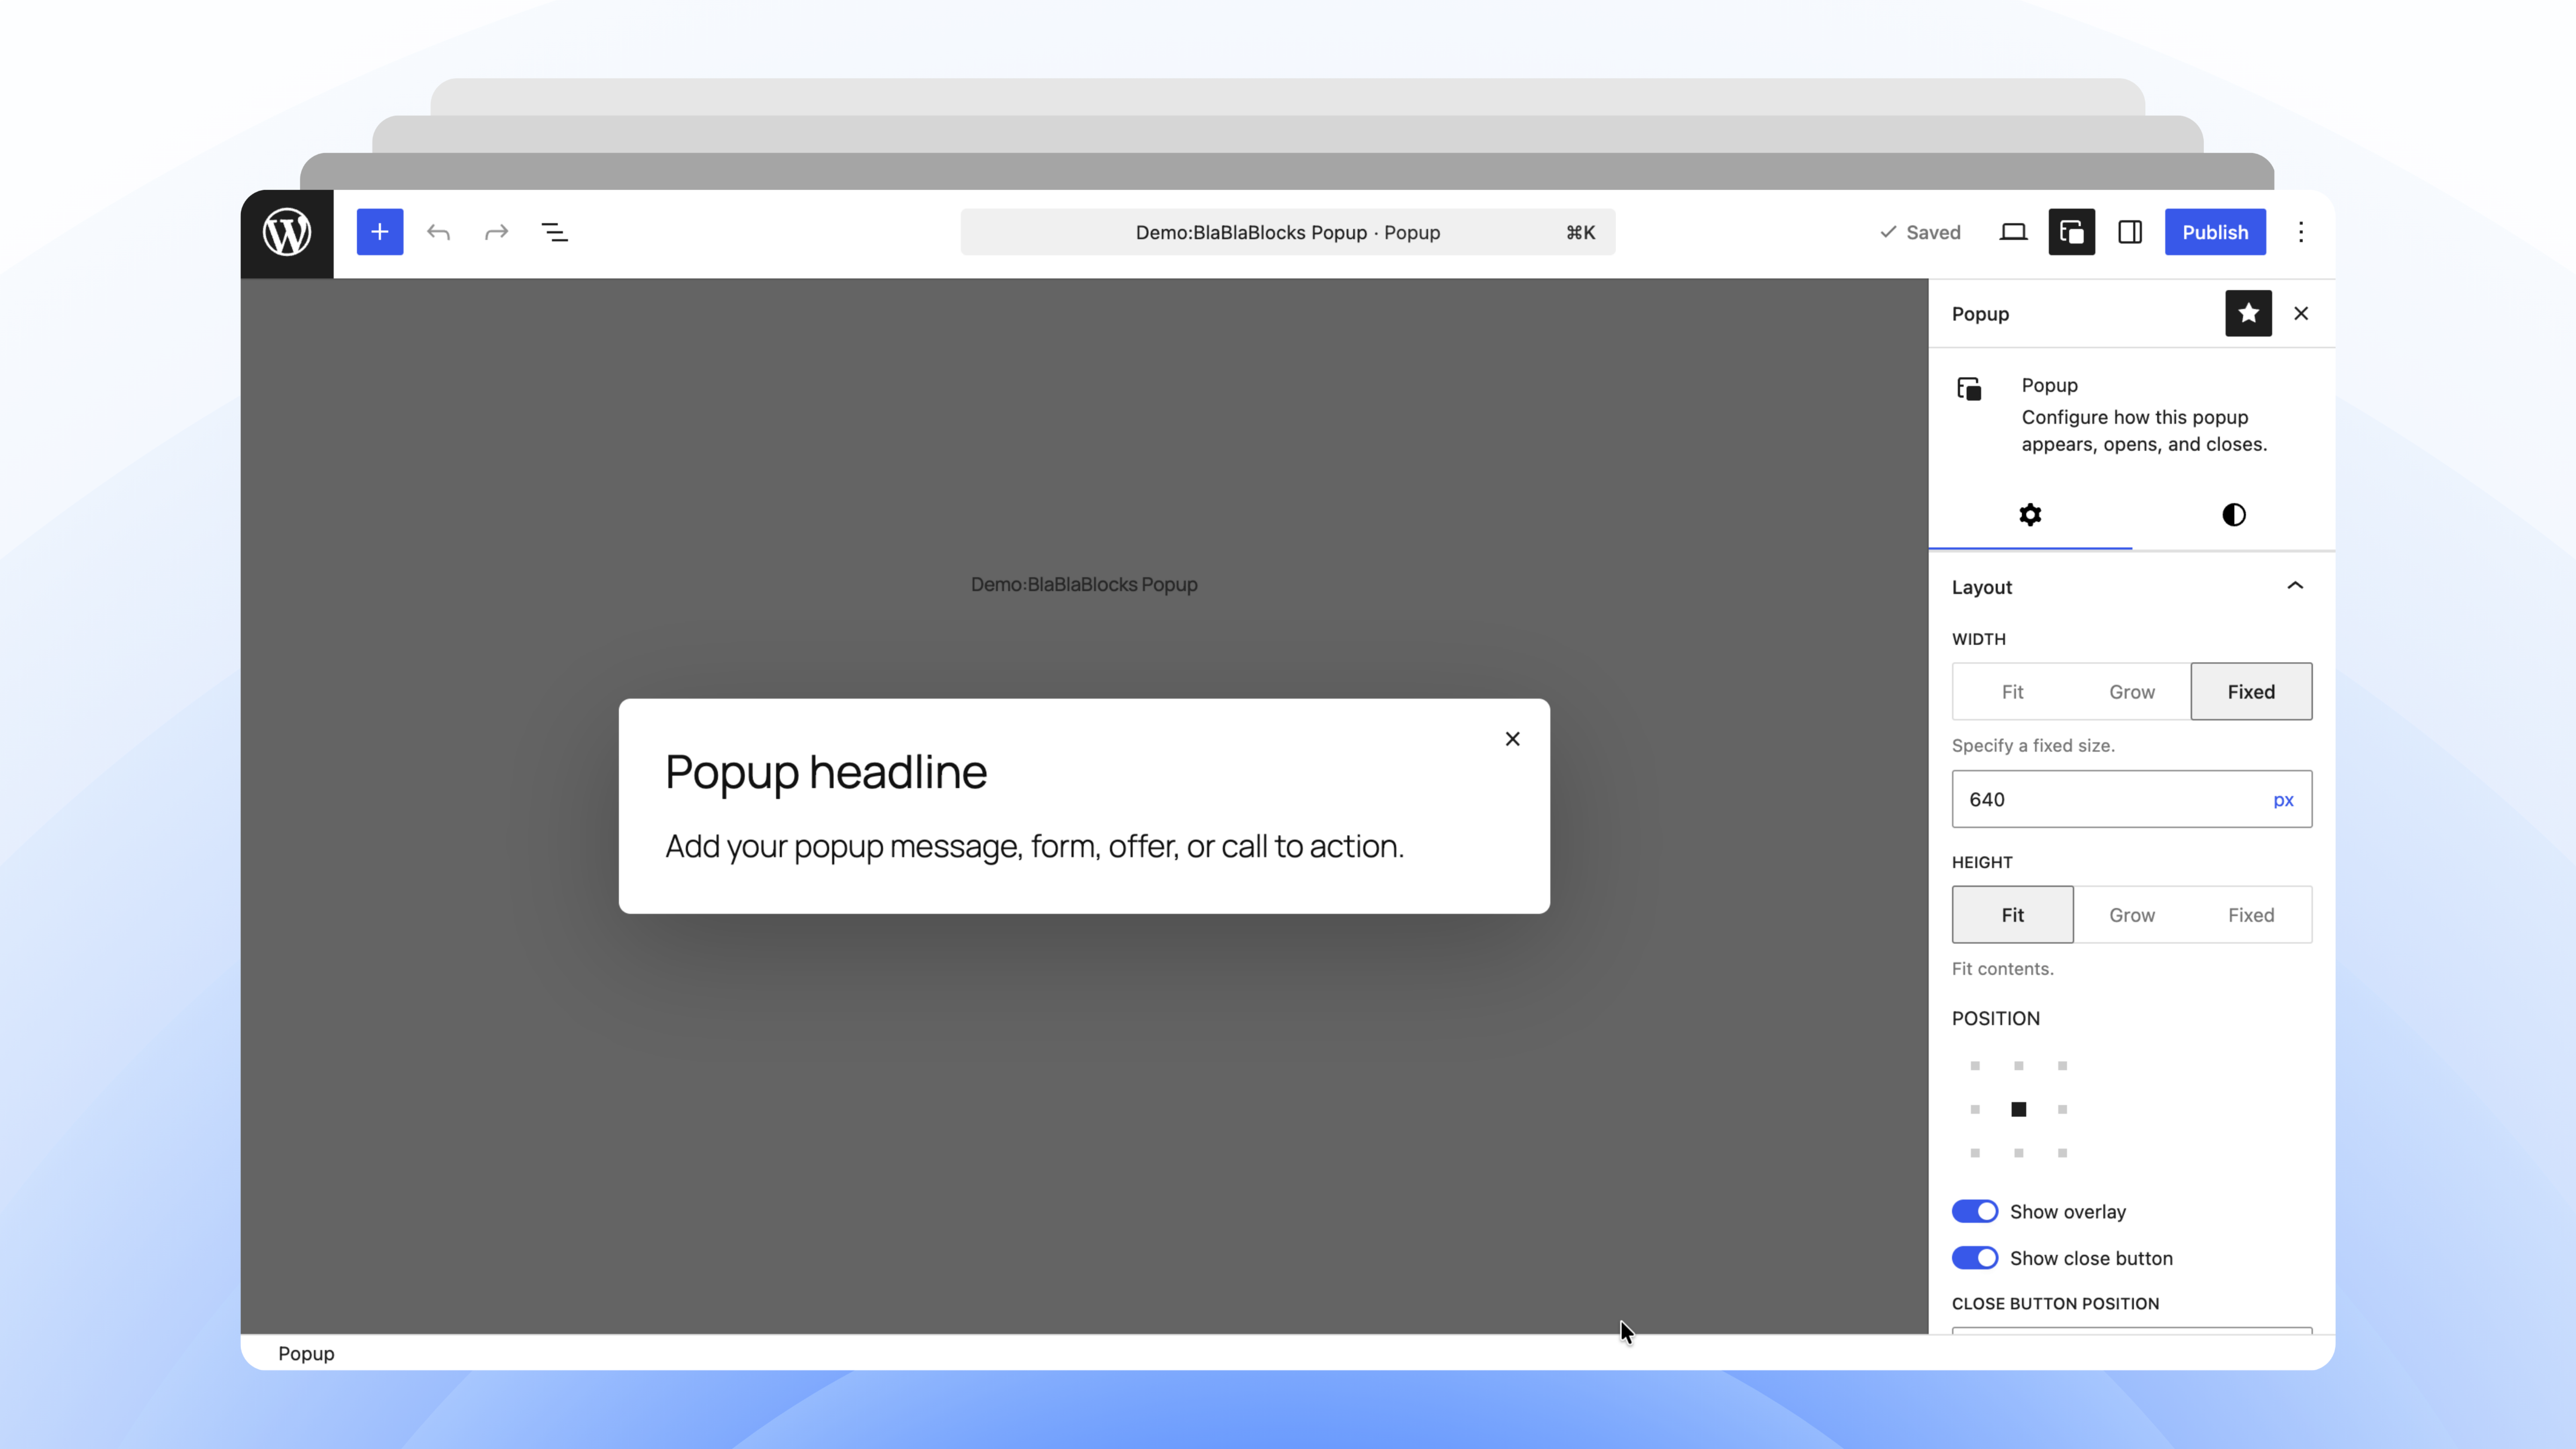 Demo:BlaBlaBlocks Popup · Popup ⌘K
Saved
Publish
Demo:BlaBlaBlocks Popup
Popup headline
Add your popup message, form, offer, or call to action.
Popup
Popup
Configure how this popup
appears, opens, and closes.
Layout
WIDTH
Fit Grow Fixed
Specify a fixed size.
640 px
HEIGHT
Fit Grow Fixed
Fit contents.
POSITION
Show overlay
Show close button
CLOSE BUTTON POSITION
Popup